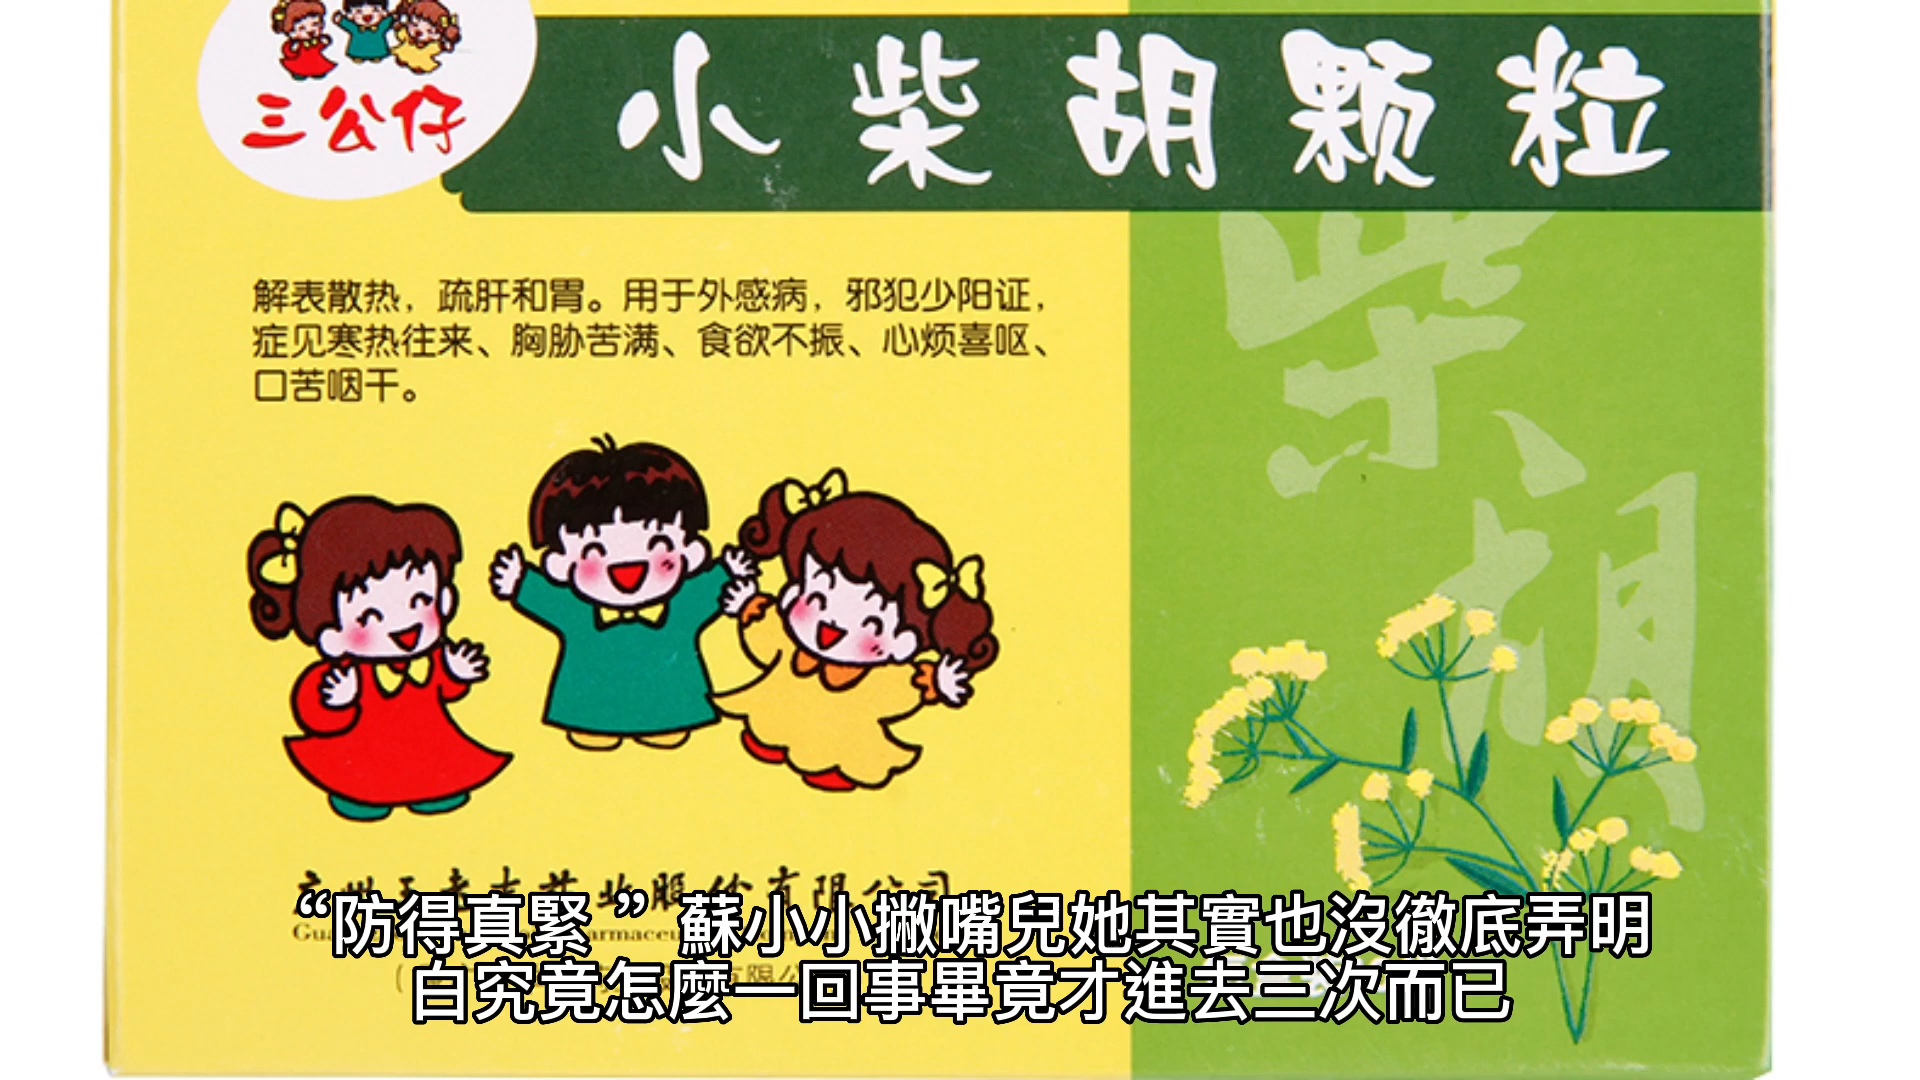 三公仔
小柴胡颗粒
柴胡
解表散热，疏肝和胃。用于外感病，邪犯少阳证，
症见寒热往来、胸胁苦满、食欲不振、心烦喜呕、
口苦咽干。
“防得真緊 ”蘇小小撇嘴兒她其實也沒徹底弄明
白究竟怎麼一回事畢竟才進去三次而已